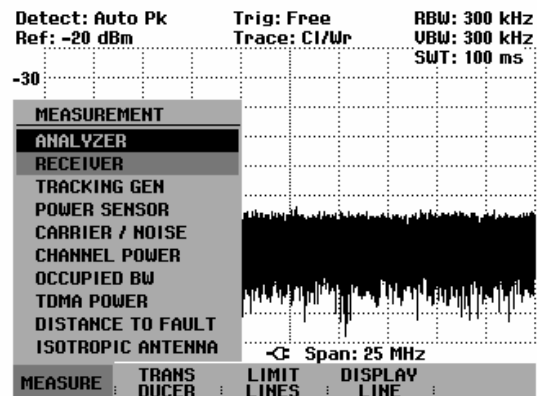 Detect: Auto Pk Trig: Free RBW: 300 kHz
Ref: -20 dBm Trace: Cl/Wr VBW: 300 kHz
SWT: 100 ms
-30
MEASUREMENT
ANALYZER
RECEIVER
TRACKING GEN
POWER SENSOR
CARRIER / NOISE
CHANNEL POWER
OCCUPIED BW
TDMA POWER
DISTANCE TO FAULT
ISOTROPIC ANTENNA
Span: 25 MHz
MEASURE TRANS LIMIT DISPLAY
DUCER LINES LINE